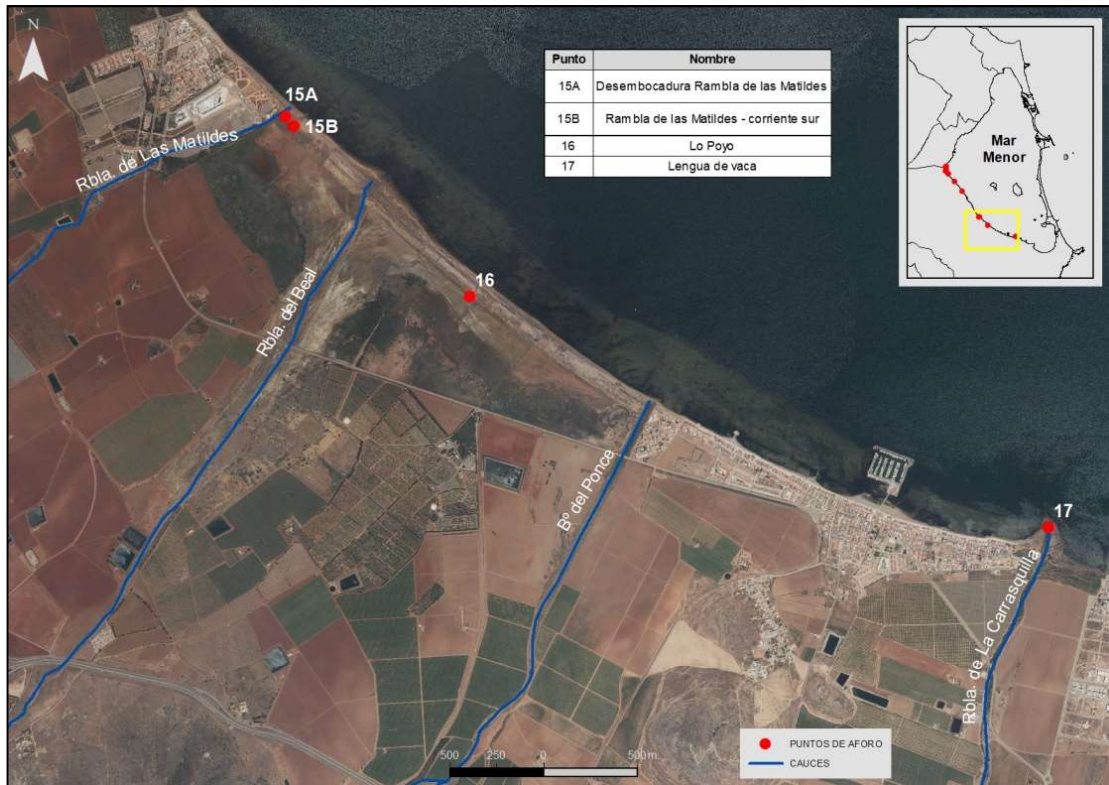 N
Punto Nombre
15A Desembocadura Rambla de las Matildes
15B Rambla de las Matildes - corriente sur
16 Lo Poyo
17 Lengua de vaca
Mar
Menor
15A
15B
Rbla. de Las Matildes
16
Rbla. del Beal
Bº del Ponce
17
Rbla. de La Carrasquilla
500 250 0 500 m
PUNTOS DE AFORO
CAUCES